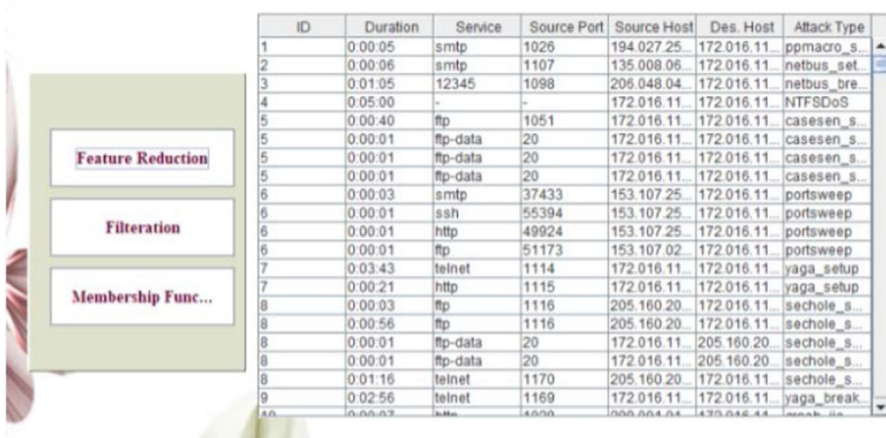 Feature Reduction
Filteration
Membership Func...
ID Duration Service Source Port Source Host Des. Host Attack Type
1 0:00:05 smtp 1026 194.027.25... 172.016.11... ppmacro_s...
2 0:00:06 smtp 1107 135.008.06... 172.016.11... netbus_set...
3 0:01:05 12345 1098 206.048.04... 172.016.11... netbus_bre...
4 0:05:00 - - 172.016.11... 172.016.11... NTFSDoS
5 0:00:40 ftp 1051 172.016.11... 172.016.11... casesen_s...
5 0:00:01 ftp-data 20 172.016.11... 172.016.11... casesen_s...
5 0:00:01 ftp-data 20 172.016.11... 172.016.11... casesen_s...
5 0:00:01 ftp-data 20 172.016.11... 172.016.11... casesen_s...
6 0:00:03 smtp 37433 153.107.25... 172.016.11... portsweep
6 0:00:01 ssh 55394 153.107.25... 172.016.11... portsweep
6 0:00:01 http 49924 153.107.25... 172.016.11... portsweep
6 0:00:01 ftp 51173 153.107.02... 172.016.11... portsweep
7 0:03:43 telnet 1114 172.016.11... 172.016.11... yaga_setup
7 0:00:21 http 1115 172.016.11... 172.016.11... yaga_setup
8 0:00:03 ftp 1116 205.160.20... 172.016.11... sechole_s...
8 0:00:56 ftp 1116 205.160.20... 172.016.11... sechole_s...
8 0:00:01 ftp-data 20 172.016.11... 205.160.20... sechole_s...
8 0:00:01 ftp-data 20 172.016.11... 205.160.20... sechole_s...
8 0:01:16 telnet 1170 205.160.20... 172.016.11... sechole_s...
9 0:02:56 telnet 1169 172.016.11... 172.016.11... yaga_break...